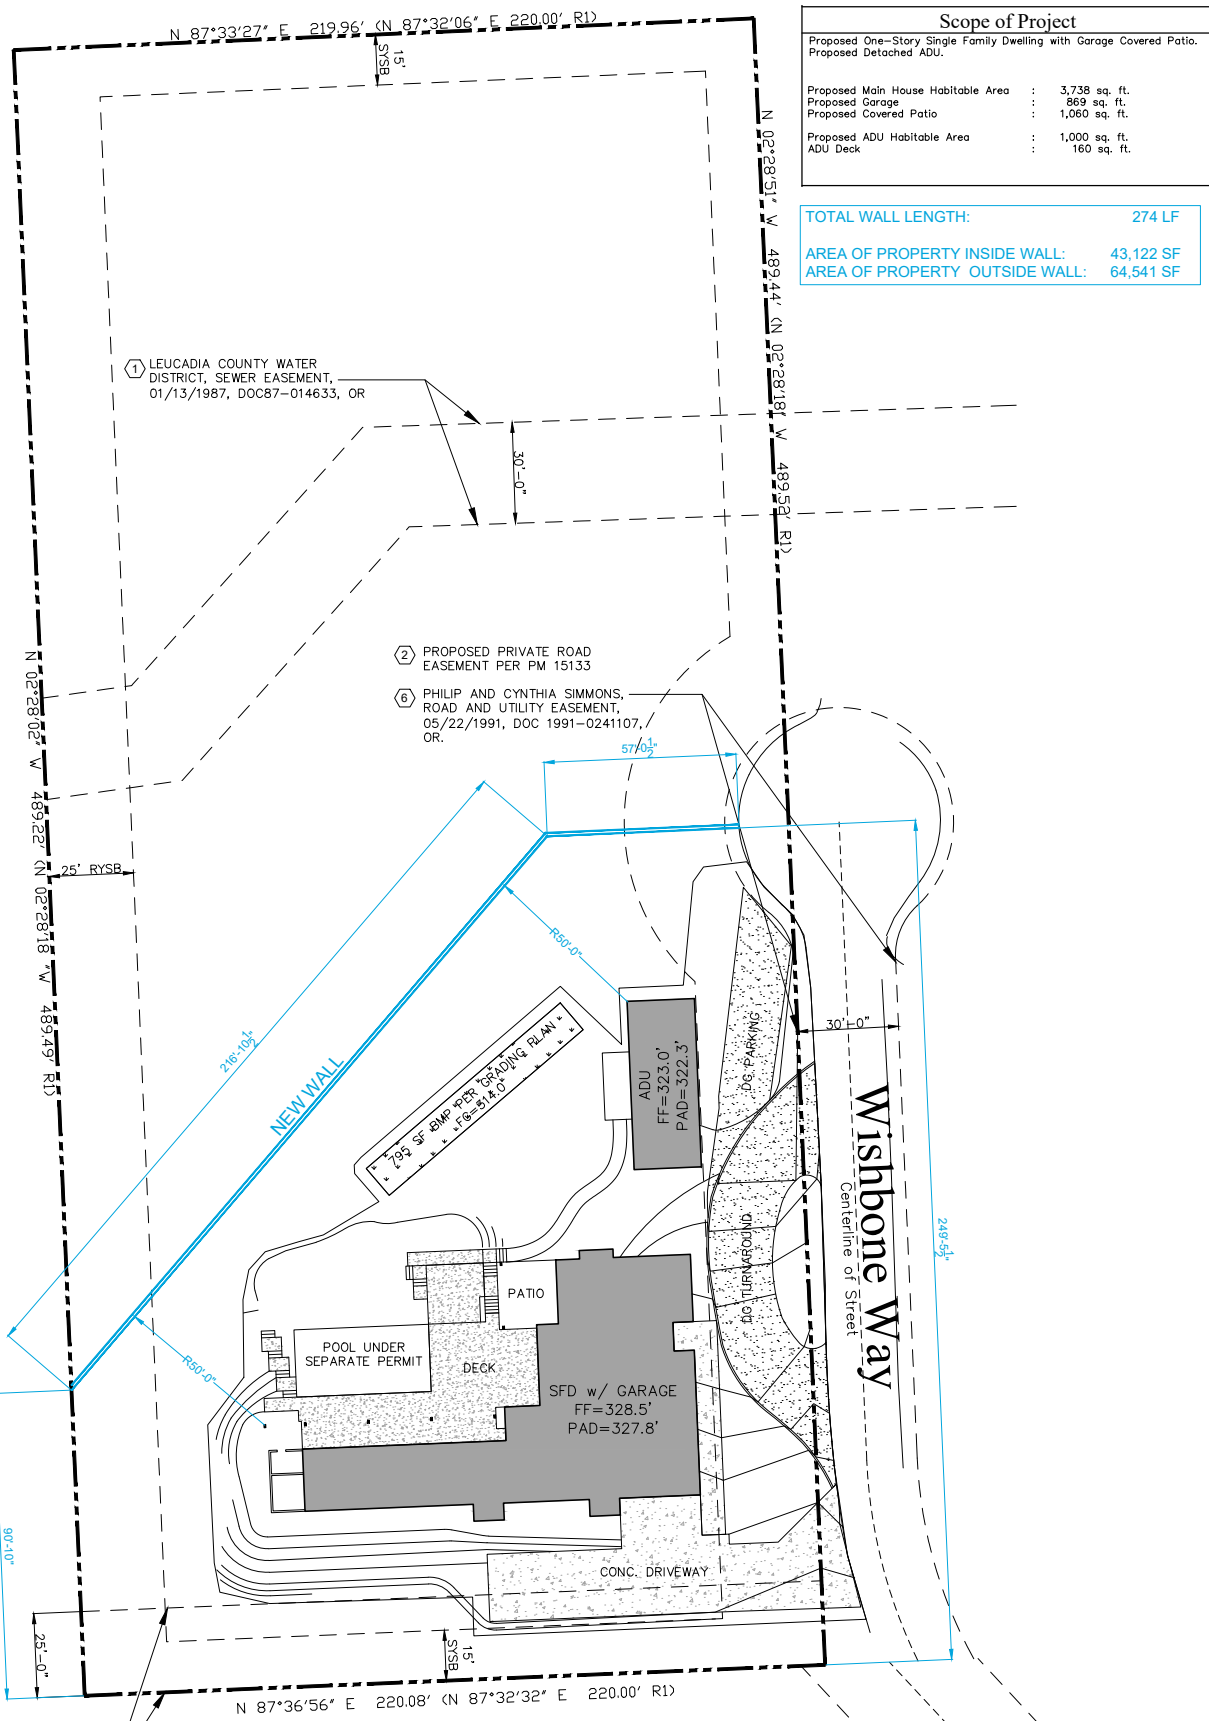 N 87°33'27" E 219.96' (N 87°32'06" E 220.00' R1)
15'
SYSB
Scope of Project
Proposed One-Story Single Family Dwelling with Garage Covered Patio.
Proposed Detached ADU.
Proposed Main House Habitable Area : 3,738 sq. ft.
Proposed Garage : 869 sq. ft.
Proposed Covered Patio : 1,060 sq. ft.
Proposed ADU Habitable Area : 1,000 sq. ft.
ADU Deck : 160 sq. ft.
TOTAL WALL LENGTH: 274 LF
AREA OF PROPERTY INSIDE WALL: 43,122 SF
AREA OF PROPERTY OUTSIDE WALL: 64,541 SF
N 02°28'51" W 489.44' (N 02°28'18" W 489.52' R1)
1 LEUCADIA COUNTY WATER
DISTRICT, SEWER EASEMENT,
01/13/1987, DOC87-014633, OR
30'-0"
2 PROPOSED PRIVATE ROAD
EASEMENT PER PM 15133
6 PHILIP AND CYNTHIA SIMMONS,
ROAD AND UTILITY EASEMENT,
05/22/1991, DOC 1991-0241107,
OR.
N 02°28'02" W 489.22' (N 02°28'18 "W 489.49' R1)
57'-0 1/2"
25' RYSB
R50'-0"
216'-10 1/2"
NEW WALL
30'-0"
795 SF BMP PER GRADING PLAN
FG=314.0'
ADU
FF=323.0'
PAD=322.3'
DG PARKING
Wishbone Way
Centerline of Street
249'-5 1/2"
DG TURNAROUND
PATIO
POOL UNDER
SEPARATE PERMIT
DECK
R50'-0"
SFD w/ GARAGE
FF=328.5'
PAD=327.8'
90'-10"
CONC. DRIVEWAY
25'-0"
15'
SYSB
N 87°36'56" E 220.08' (N 87°32'32" E 220.00' R1)